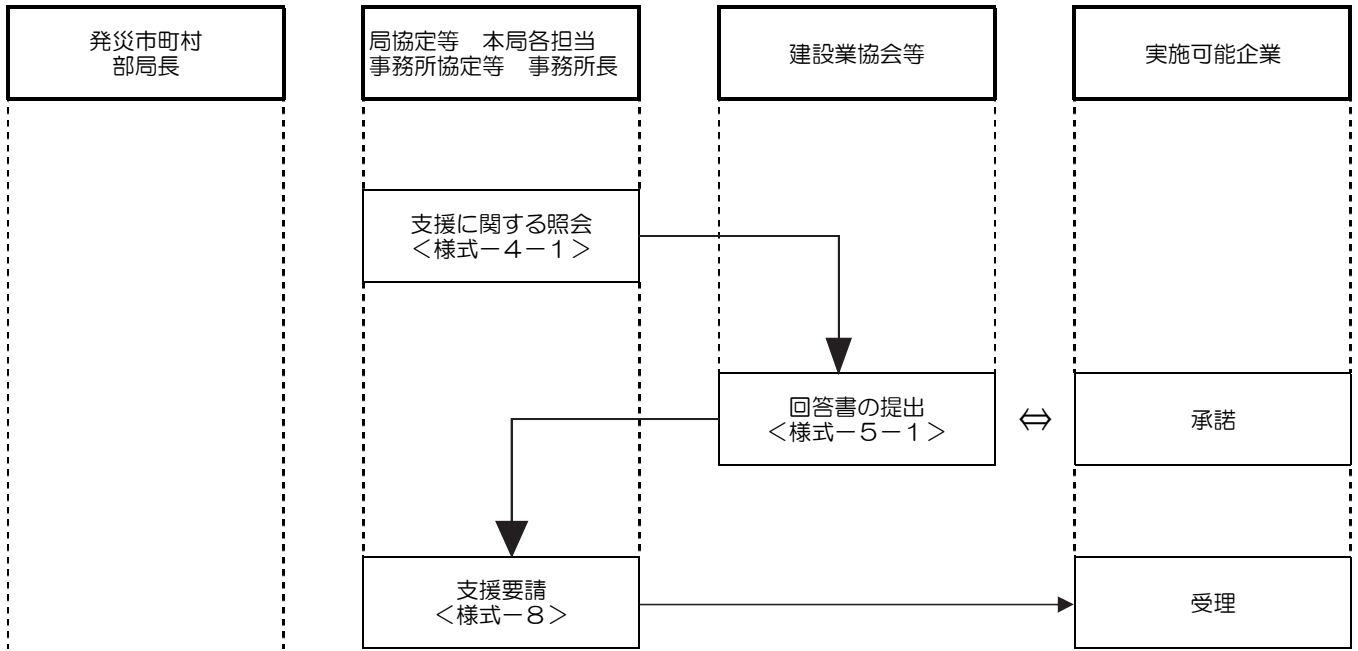 発災市町村
部局長
局協定等　本局各担当
事務所協定等　事務所長
建設業協会等
実施可能企業
支援に関する照会
＜様式－４－１＞
回答書の提出
＜様式－５－１＞
⇔
承諾
支援要請
＜様式－８＞
受理